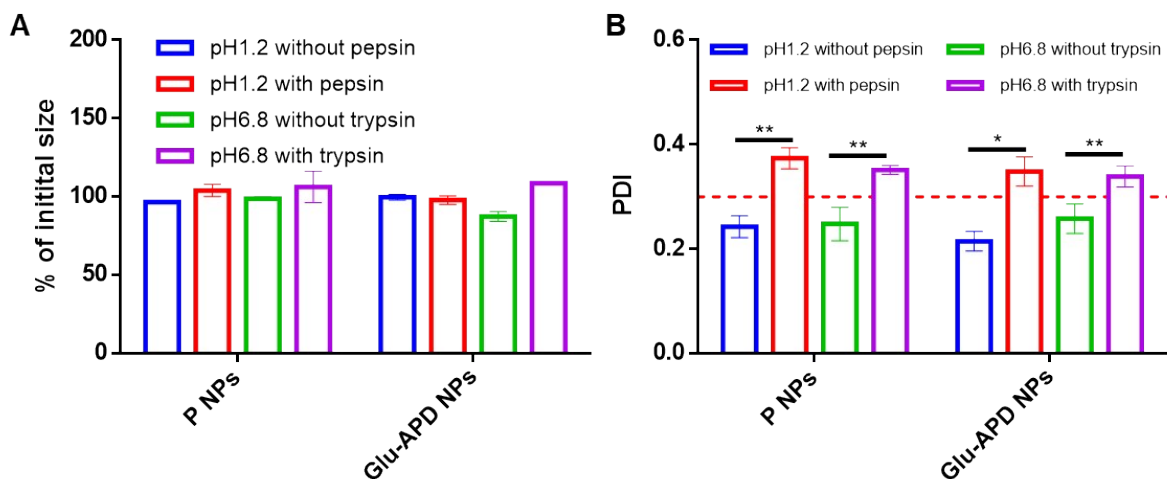 A
% of initital size
200
150
100
50
0
pH1.2 without pepsin
pH1.2 with pepsin
pH6.8 without trypsin
pH6.8 with trypsin
P NPs
Glu-APD NPs
B
PDI
0.6
0.4
0.2
0.0
pH1.2 without pepsin
pH6.8 without trypsin
pH1.2 with pepsin
pH6.8 with trypsin
** ** * **
P NPs
Glu-APD NPs